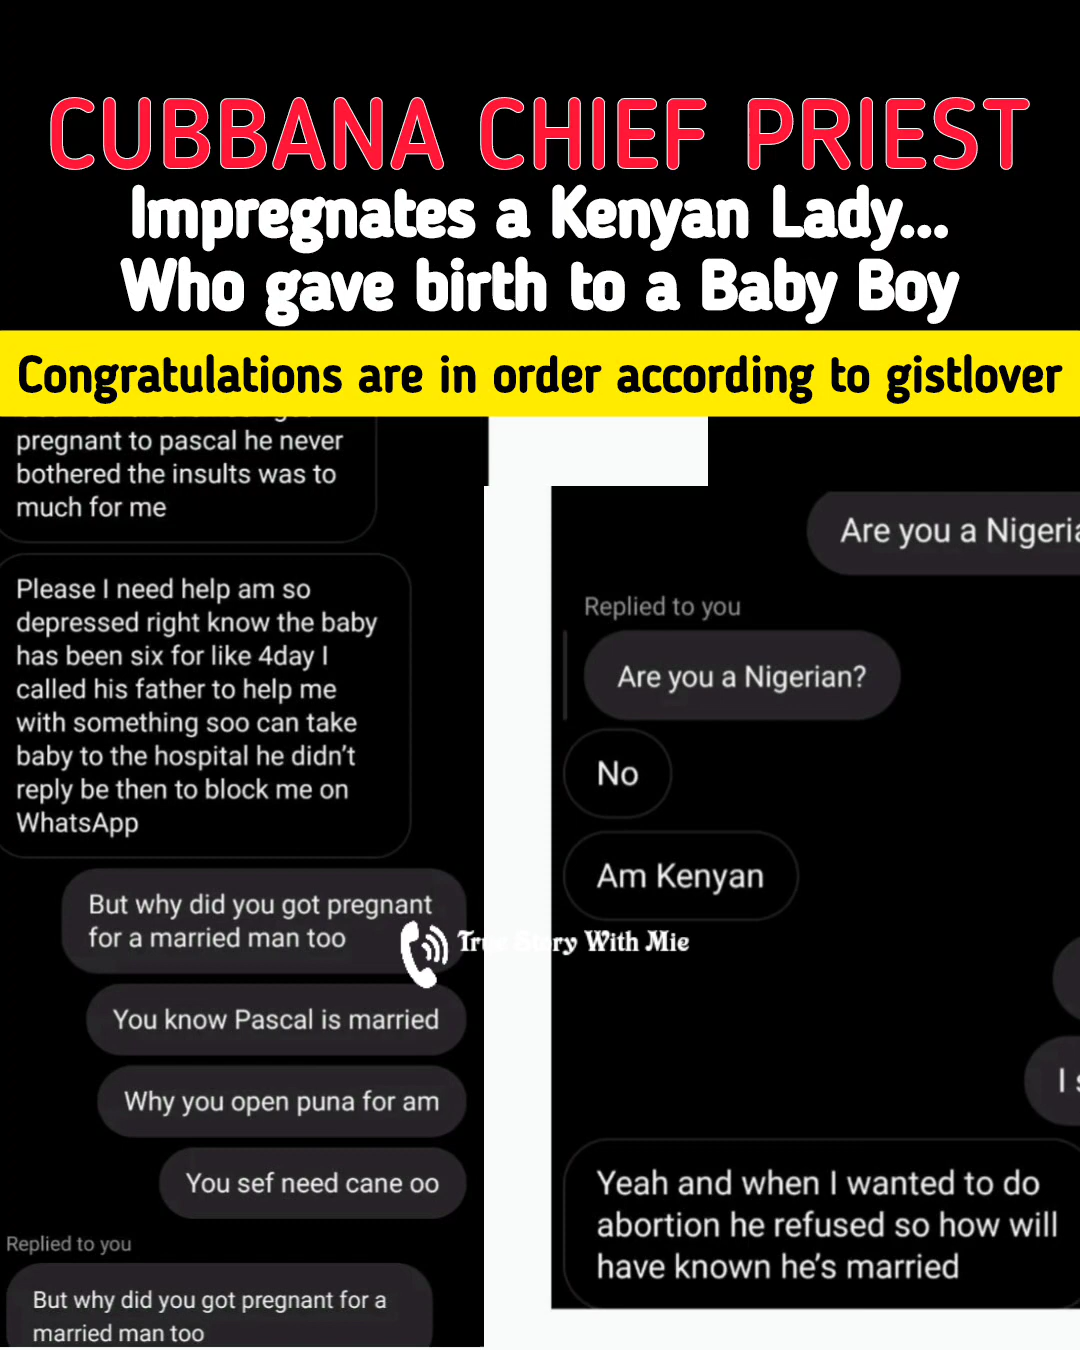 CUBBANA CHIEF PRIEST
Impregnates a Kenyan Lady...
Who gave birth to a Baby Boy
Congratulations are in order according to gistlover
pregnant to pascal he never
bothered the insults was to
much for me
Please I need help am so
depressed right know the baby
has been six for like 4day I
called his father to help me
with something soo can take
baby to the hospital he didn't
reply be then to block me on
WhatsApp
But why did you got pregnant
for a married man too
You know Pascal is married
Why you open puna for am
You sef need cane oo
Replied to you
But why did you got pregnant for a
married man too
True Story With Mie
Are you a
Replied to you
Are you a Nigerian?
No
Am Kenyan
I
Yeah and when I wanted to do
abortion he refused so how will
have known he's married